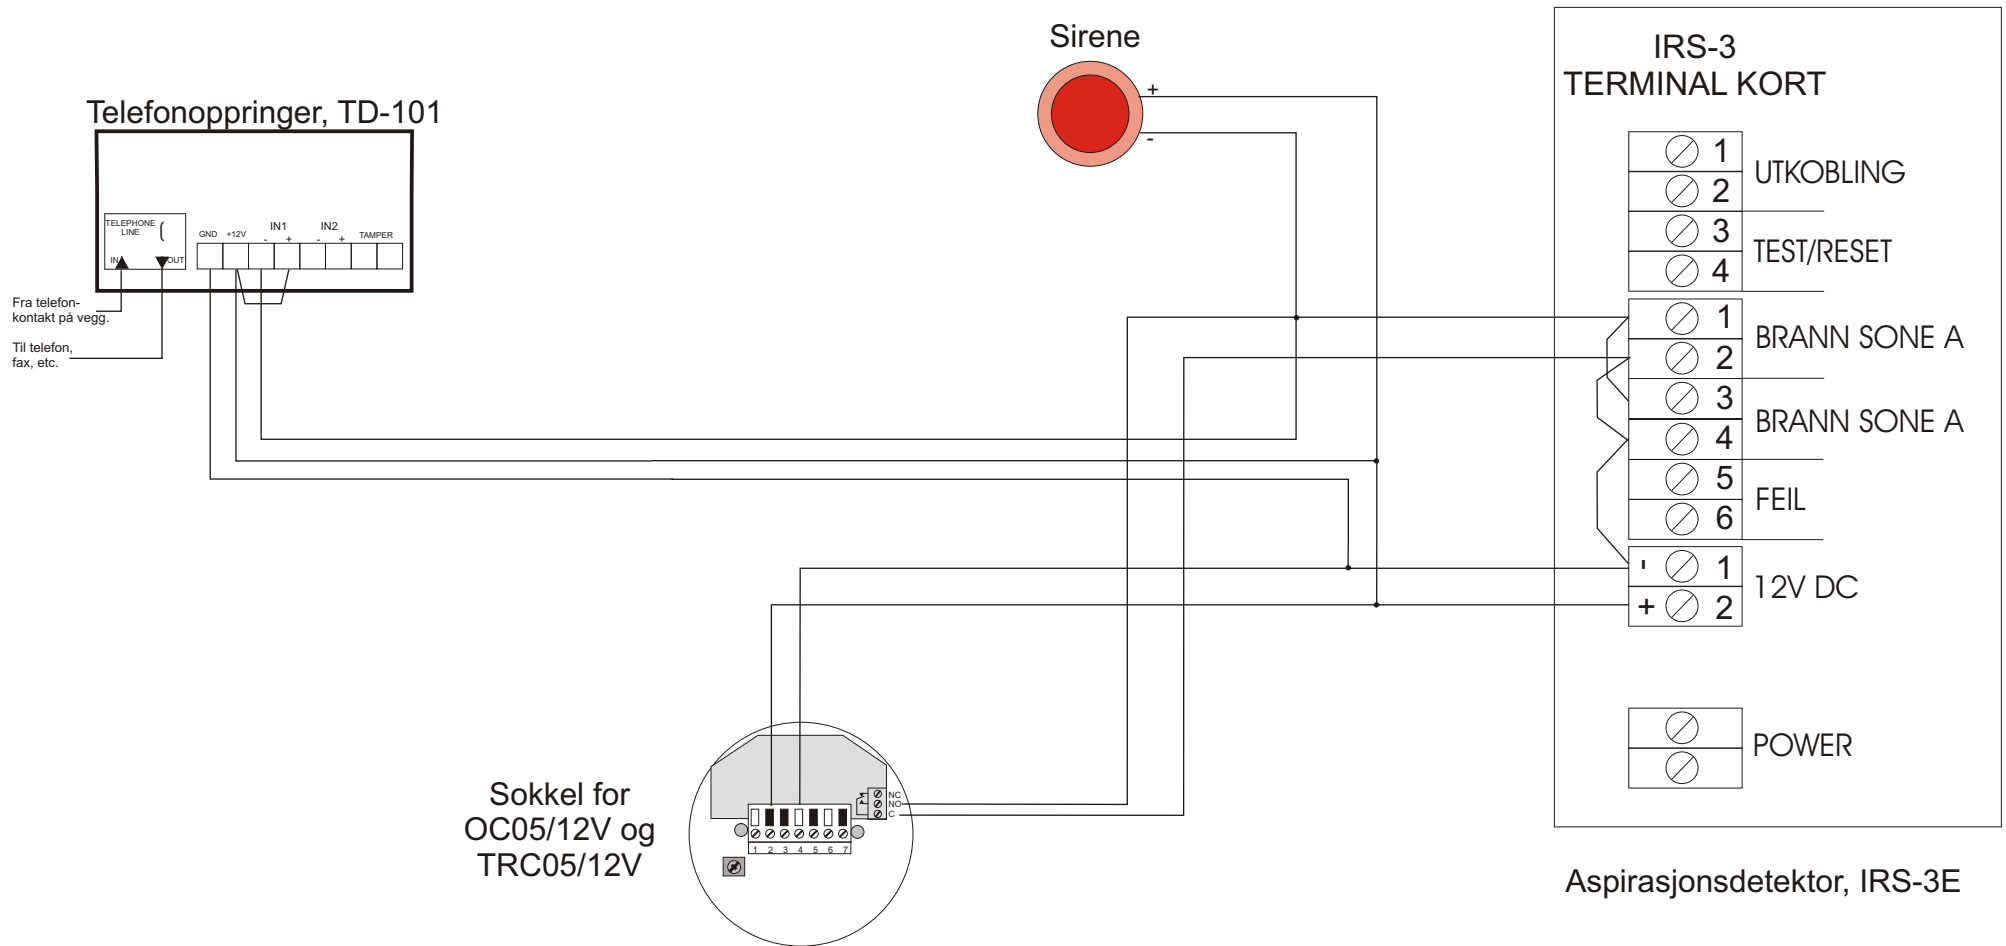 Sirene
+
-
Telefonoppringer, TD-101
TELEPHONE
LINE
IN
OUT
GND +12V IN1 IN2 TAMPER
- + - +
Fra telefon-
kontakt på vegg.
Til telefon,
fax, etc.
IRS-3
TERMINAL KORT
1
2
UTKOBLING
3
4
TEST/RESET
1
2
BRANN SONE A
3
4
BRANN SONE A
5
6
FEIL
- 1
+ 2
12V DC
POWER
Aspirasjonsdetektor, IRS-3E
Sokkel for
OC05/12V og
TRC05/12V
NC
NO
C
1 2 3 4 5 6 7